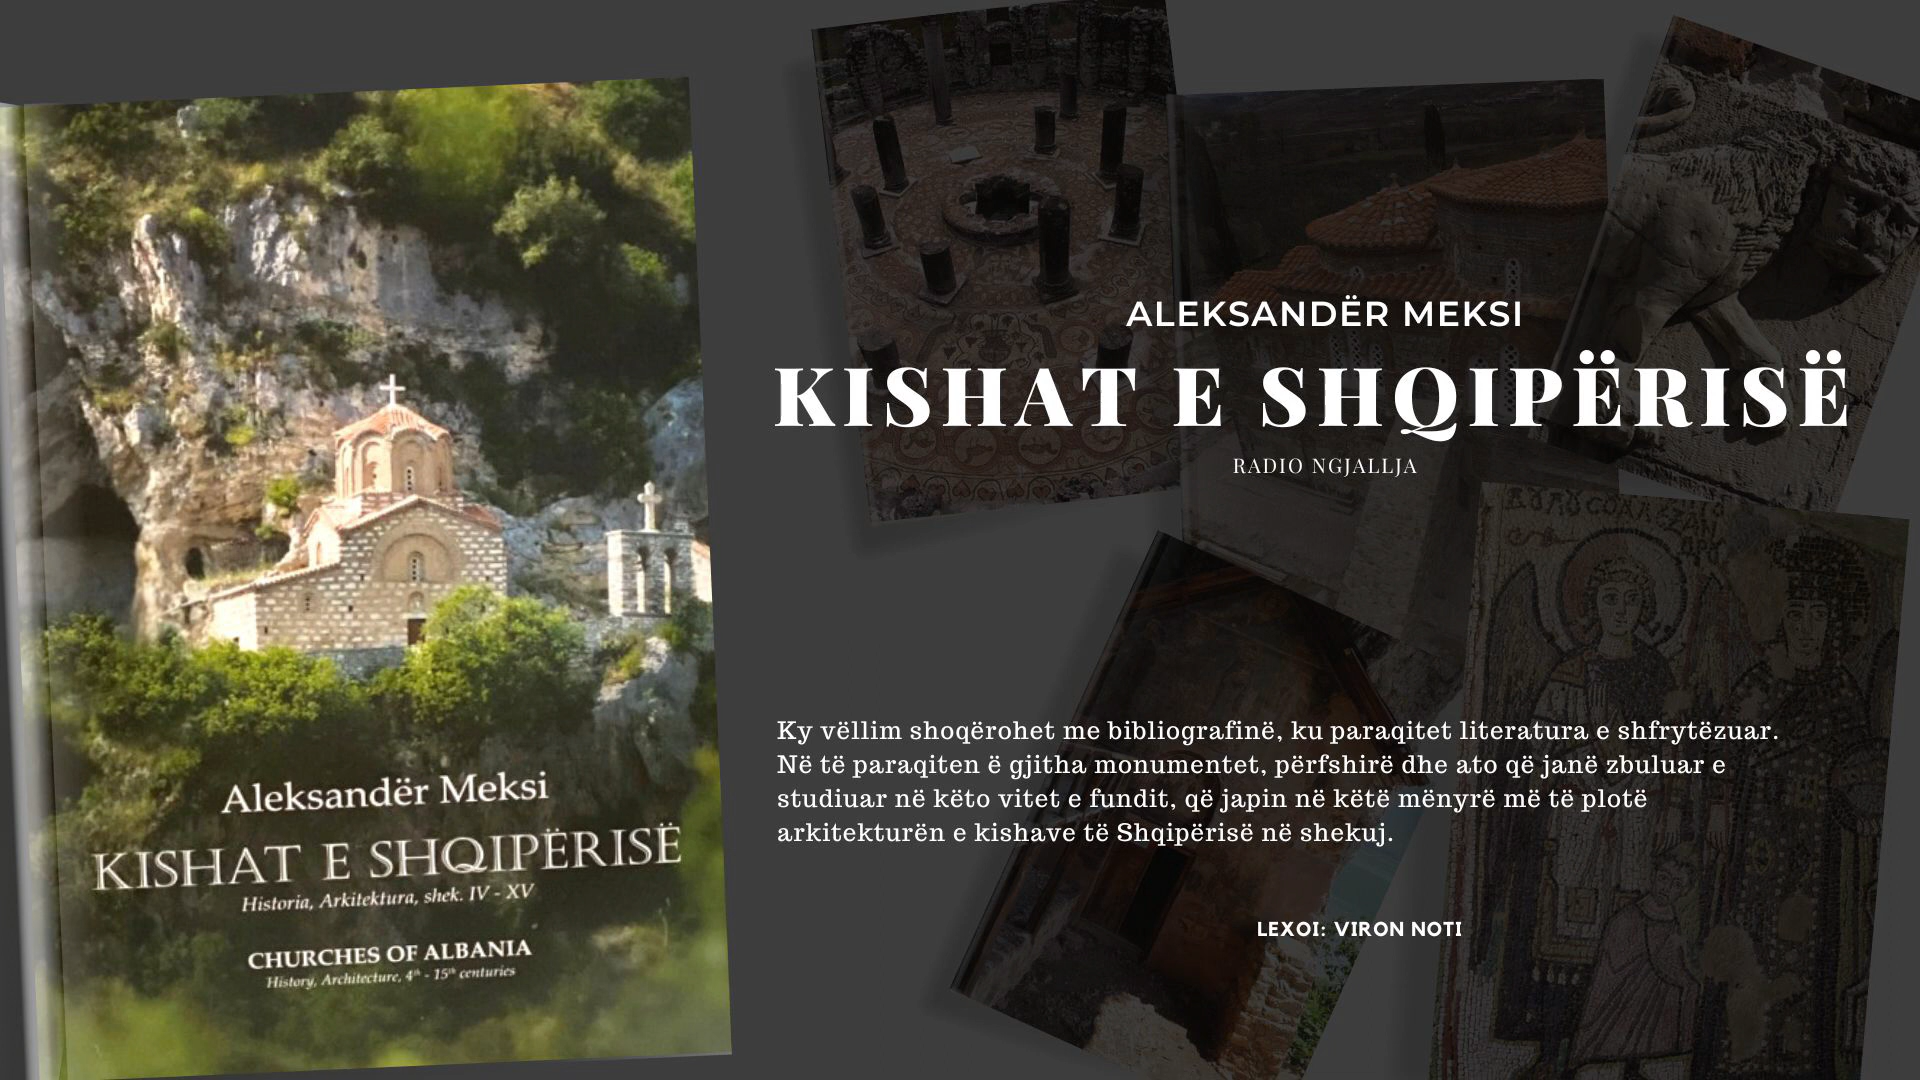 Aleksandër Meksi
KISHAT E SHQIPËRISË
Historia, Arkitektura, shek. IV - XV
CHURCHES OF ALBANIA
History, Architecture, 4th - 15th centuries
ALEKSANDËR MEKSI
KISHAT E SHQIPËRISË
RADIO NGJALLJA
Ky vëllim shoqërohet me bibliografinë, ku paraqitet literatura e shfrytëzuar.
Në të paraqiten ë gjitha monumentet, përfshirë dhe ato që janë zbuluar e
studiuar në këto vitet e fundit, që japin në këtë mënyrë më të plotë
arkitekturën e kishave të Shqipërisë në shekuj.
LEXOI: VIRON NOTI